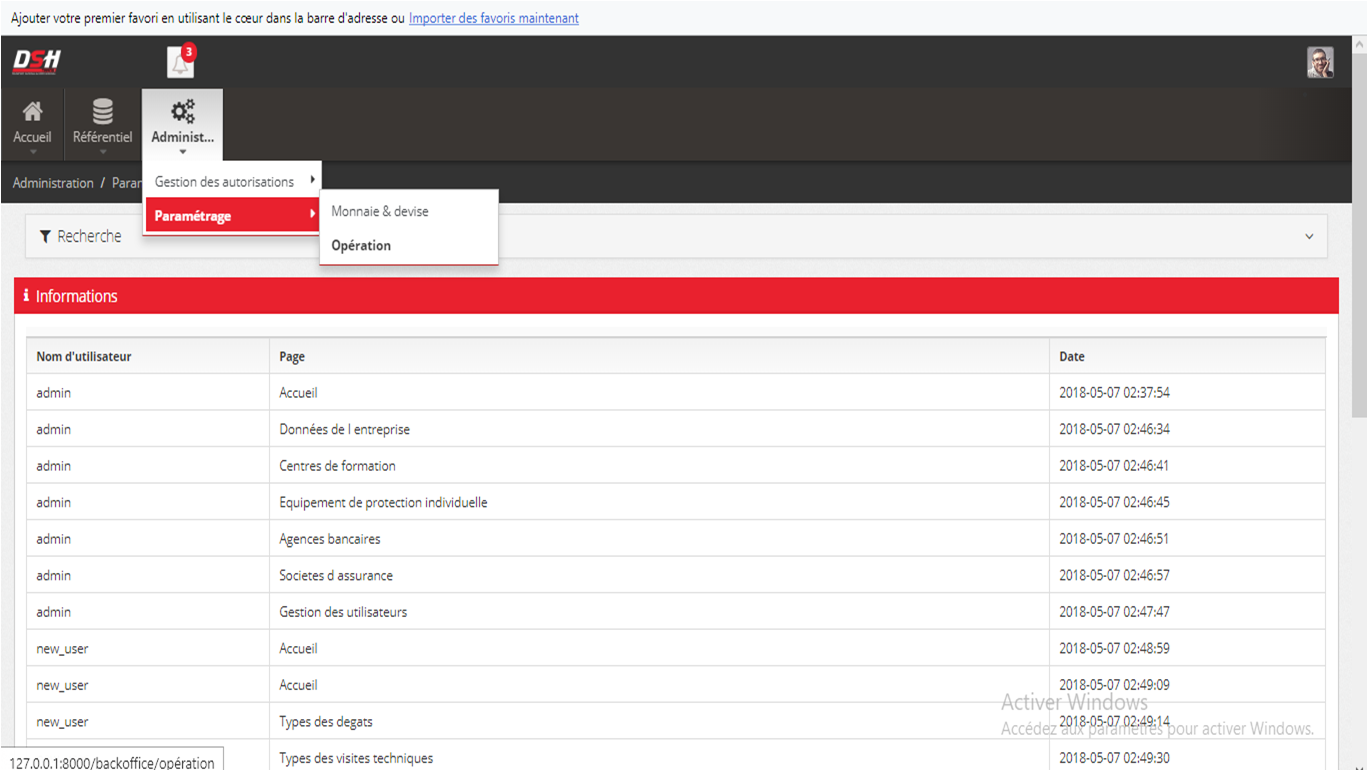 Ajouter votre premier favori en utilisant le cœur dans la barre d'adresse ou Importer des favoris maintenant
DSH
3
Accueil
Référentiel
Administ...
Administration / Para
Gestion des autorisations
Paramétrage
Monnaie & devise
Opération
Recherche
Informations
Nom d'utilisateur Page Date
admin Accueil 2018-05-07 02:37:54
admin Données de l entreprise 2018-05-07 02:46:34
admin Centres de formation 2018-05-07 02:46:41
admin Equipement de protection individuelle 2018-05-07 02:46:45
admin Agences bancaires 2018-05-07 02:46:51
admin Societes d assurance 2018-05-07 02:46:57
admin Gestion des utilisateurs 2018-05-07 02:47:47
new_user Accueil 2018-05-07 02:48:59
new_user Accueil 2018-05-07 02:49:09
new_user Types des degats 2018-05-07 02:49:14
Types des visites techniques 2018-05-07 02:49:30
Activer Windows
Accédez aux paramètres pour activer Windows.
127.0.0.1:8000/backoffice/opération